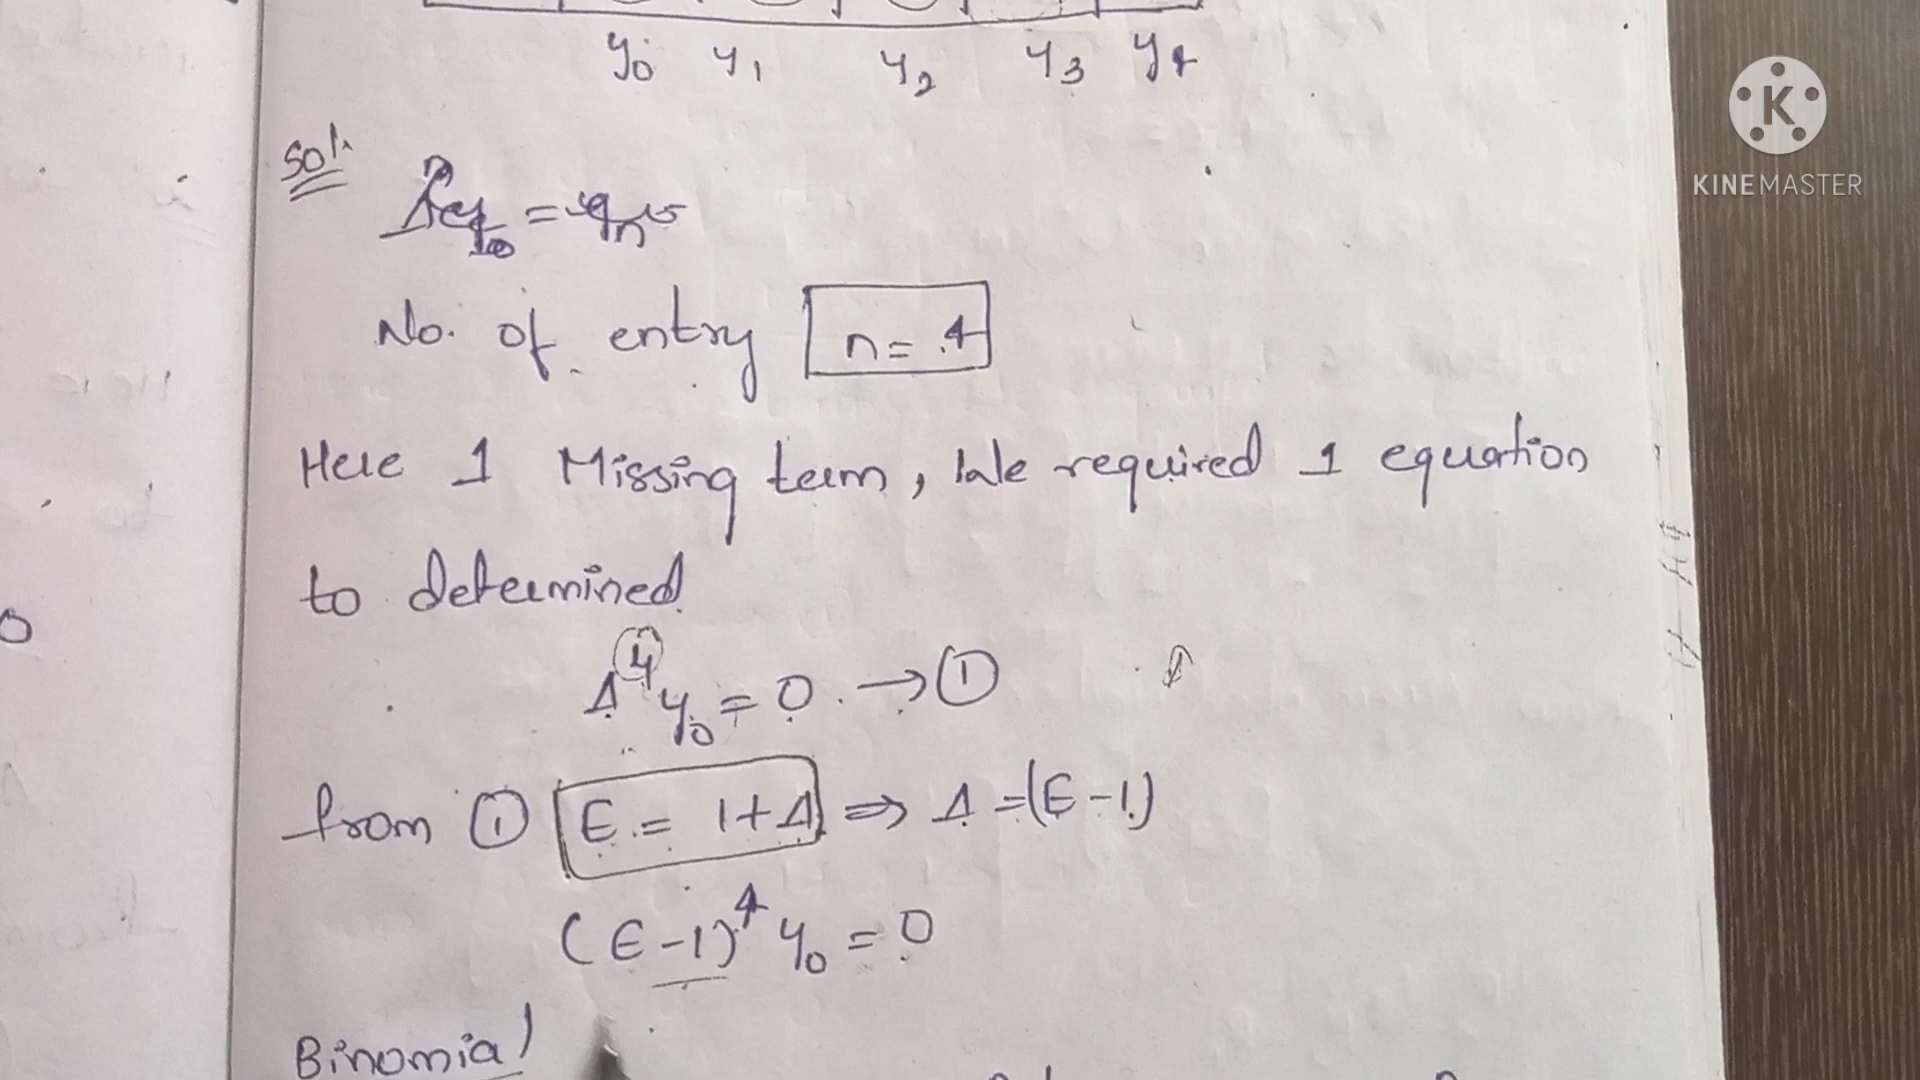 y₀ y₁ y₂ y₃ y₄
Sol:
No. of entry n = 4
Here 1 Missing term, We required 1 equation
to determined
Δ⁴y₀ = 0 → ①
from ① E = 1+Δ ⇒ Δ = (E-1)
(E-1)⁴ y₀ = 0
Binomial
KINEMASTER